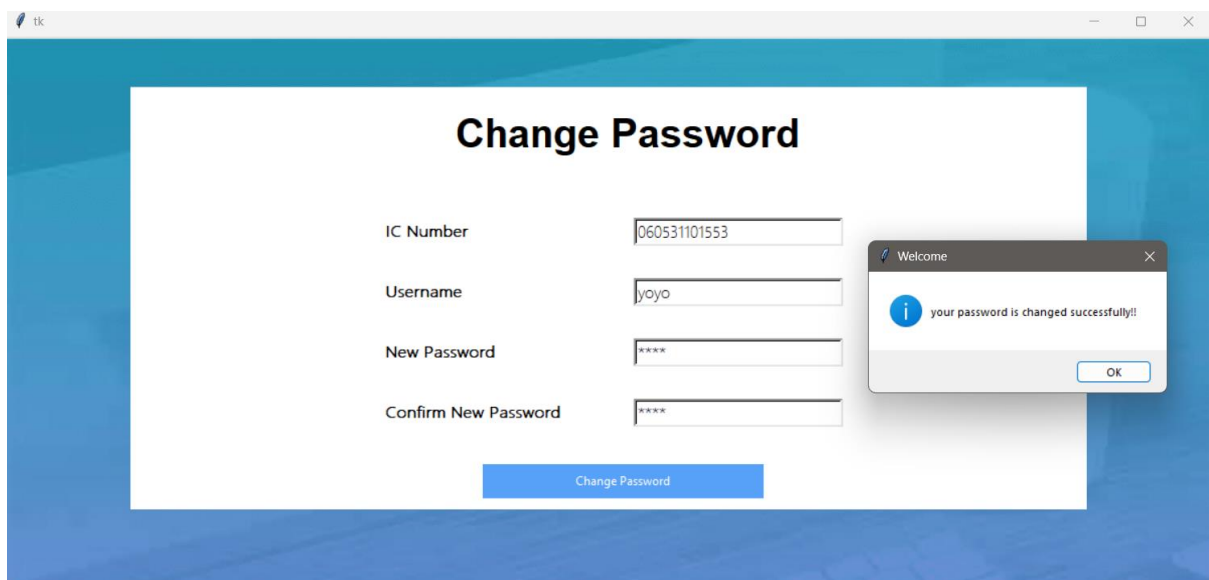 tk
Change Password
IC Number 060531101553
Username yoyo
New Password ****
Confirm New Password ****
Change Password
Welcome
your password is changed successfully!!
OK